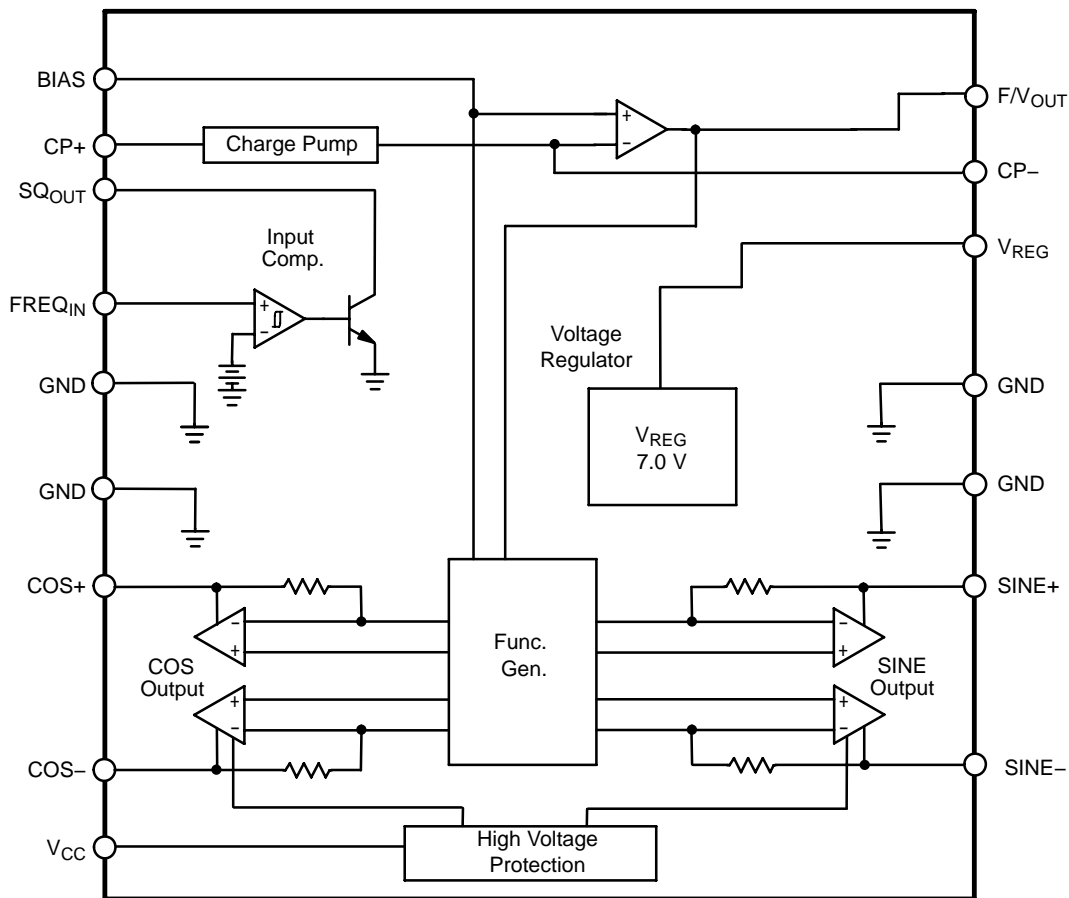 BIAS
F/VOUT
+
−
CP+
Charge Pump
CP−
SQOUT
Input
Comp.
VREG
FREQIN
+
−
Voltage
Regulator
GND
GND
VREG
7.0 V
GND
GND
COS+
SINE+
−
+
−
+
Func.
Gen.
COS
Output
SINE
Output
+
−
+
−
COS−
SINE−
VCC
High Voltage
Protection